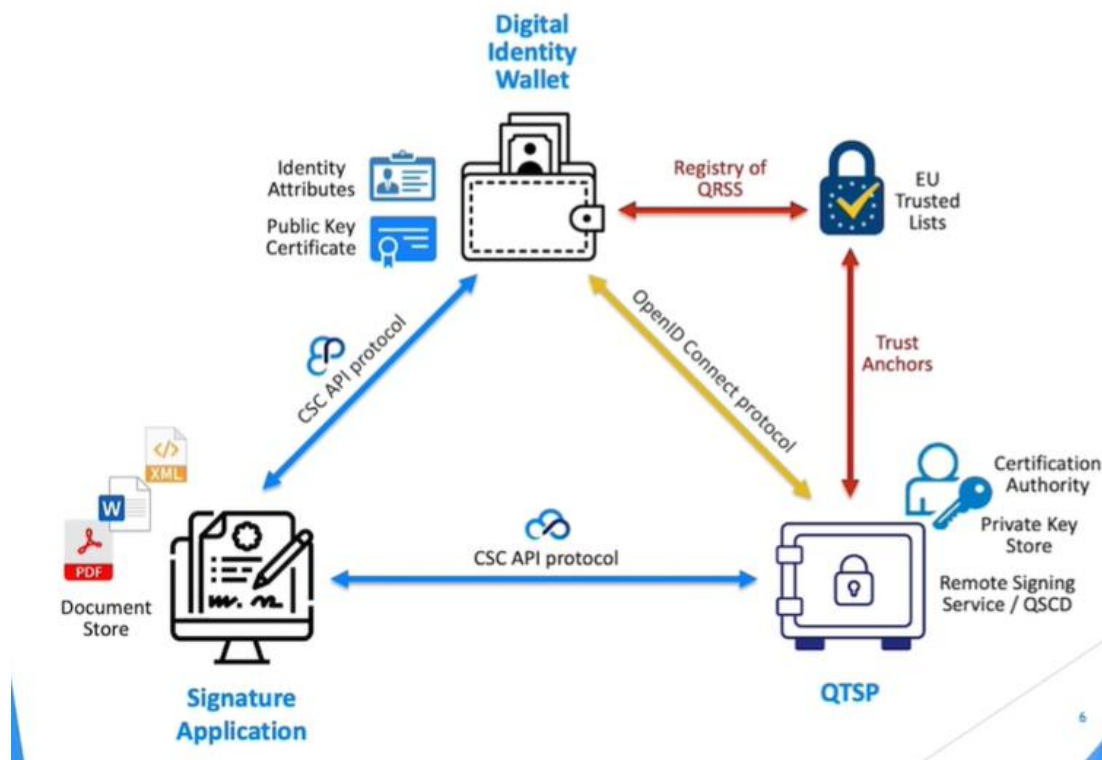 Digital
Identity
Wallet
Identity
Attributes
Public Key
Certificate
Registry of
QRSS
EU
Trusted
Lists
CSC API protocol
OpenID Connect protocol
Trust
Anchors
XML
W
PDF
Document
Store
CSC API protocol
Certification
Authority
Private Key
Store
Remote Signing
Service / QSCD
Signature
Application
QTSP
6